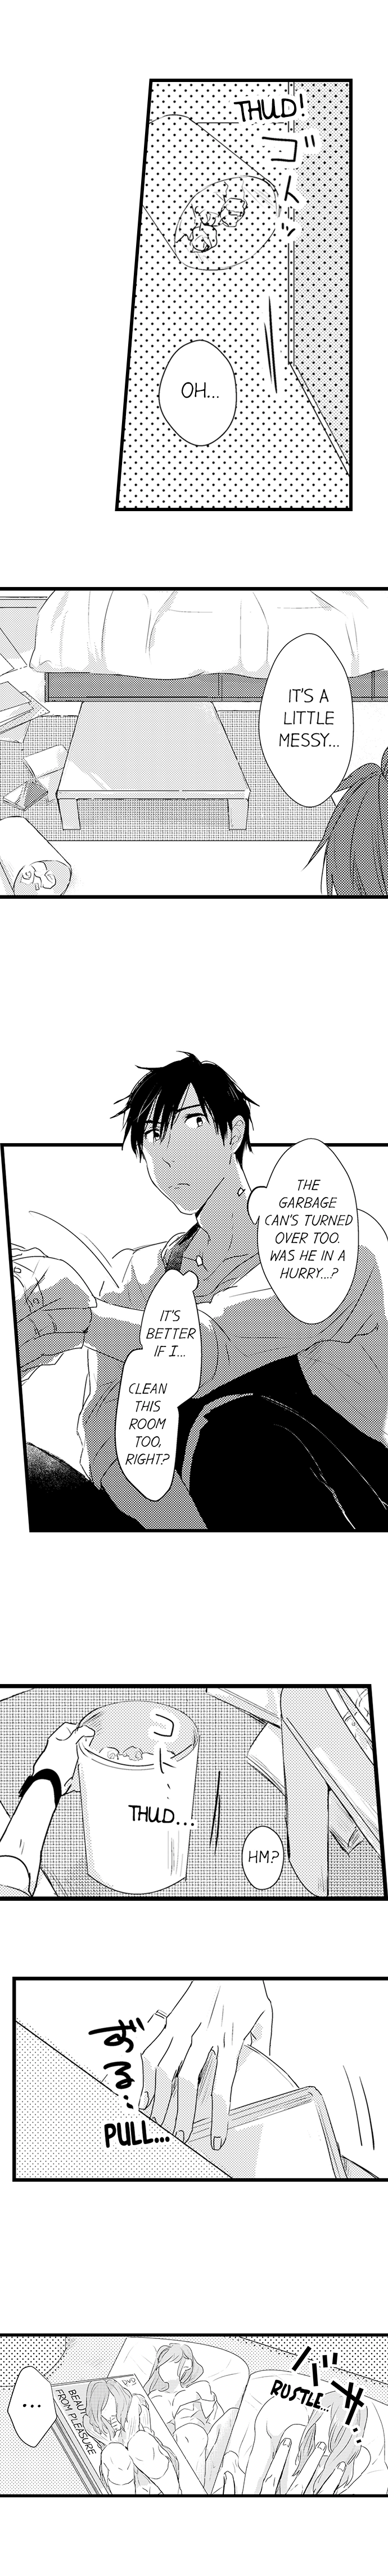 THUD!
ゴトッ
OH...
IT'S A
LITTLE
MESSY...
THE
GARBAGE
CAN'S TURNED
OVER TOO.
WAS HE IN A
HURRY...?
IT'S
BETTER
IF I...
CLEAN
THIS
ROOM
TOO,
RIGHT?
コト...
THUD...
HM?
ずる...
PULL...
バサ...
RUSTLE...
DVD
BEAUT
FROM PLEASURE
...